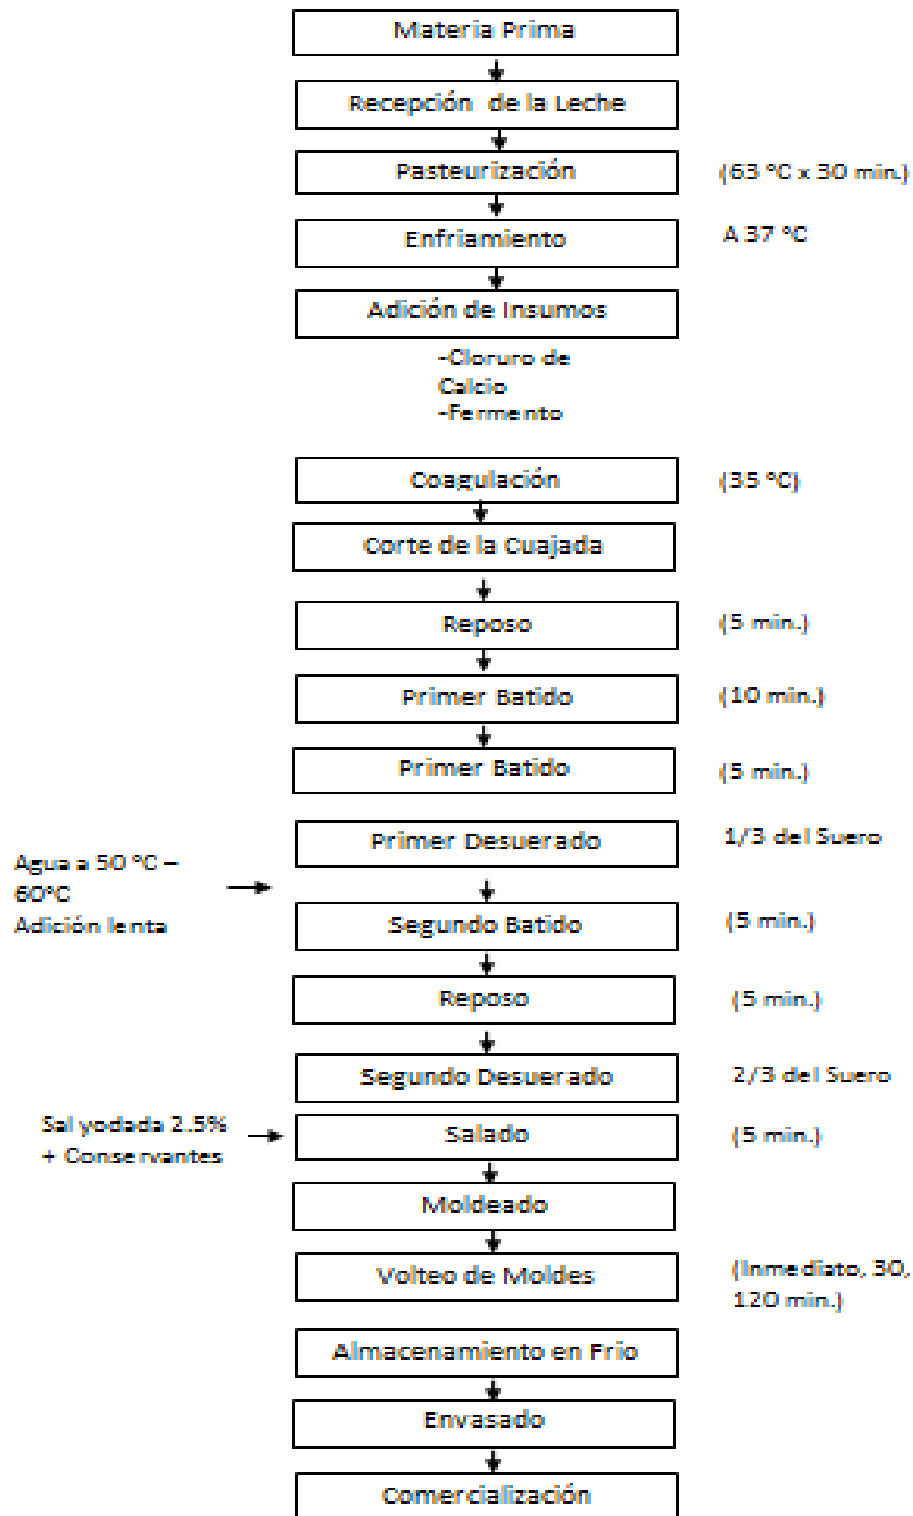 Materia Prima
Recepción de la Leche
Pasteurización
(63 °C x 30 min.)
Enfriamiento
A 37 °C
Adición de Insumos
-Cloruro de
Calcio
-Fermento
Coagulación
(35 °C)
Corte de la Cuajada
Reposo
(5 min.)
Primer Batido
(10 min.)
Primer Batido
(5 min.)
Primer Desuerado
1/3 del Suero
Agua a 50 °C –
60°C
Adición lenta
Segundo Batido
(5 min.)
Reposo
(5 min.)
Segundo Desuerado
2/3 del Suero
Sal yodada 2.5%
+ Conservantes
Salado
(5 min.)
Moldeado
Volteo de Moldes
(Inmediato, 30,
120 min.)
Almacenamiento en Frio
Envasado
Comercialización